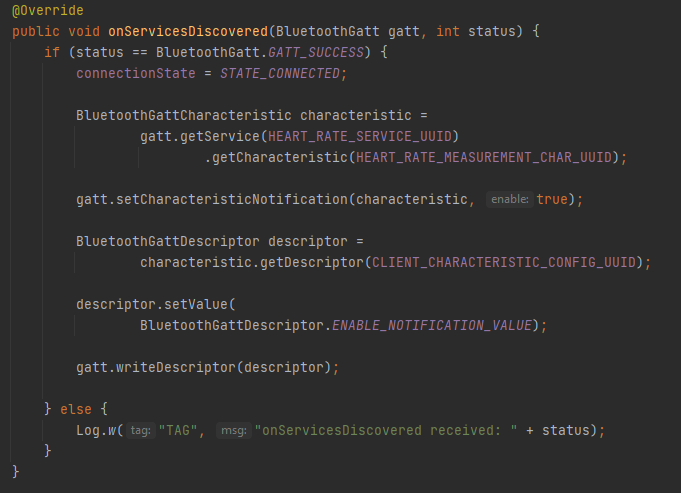 @Override
public void onServicesDiscovered(BluetoothGatt gatt, int status) {
    if (status == BluetoothGatt.GATT_SUCCESS) {
        connectionState = STATE_CONNECTED;

        BluetoothGattCharacteristic characteristic =
                gatt.getService(HEART_RATE_SERVICE_UUID)
                        .getCharacteristic(HEART_RATE_MEASUREMENT_CHAR_UUID);

        gatt.setCharacteristicNotification(characteristic, enable: true);

        BluetoothGattDescriptor descriptor =
                characteristic.getDescriptor(CLIENT_CHARACTERISTIC_CONFIG_UUID);

        descriptor.setValue(
                BluetoothGattDescriptor.ENABLE_NOTIFICATION_VALUE);

        gatt.writeDescriptor(descriptor);

    } else {
        Log.w( tag: "TAG", msg: "onServicesDiscovered received: " + status);
    }
}